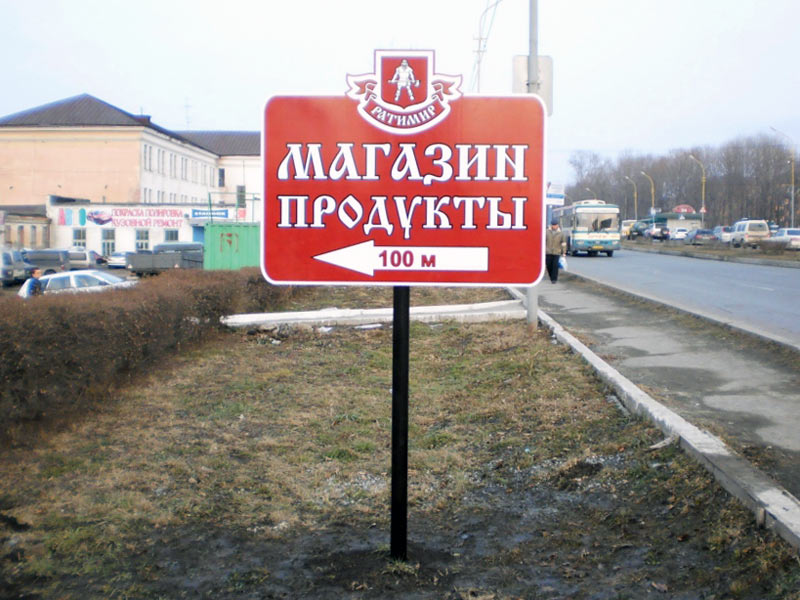 РАТИМИР
МАГАЗИН
ПРОДУКТЫ
100 м
ПОКРАСКА ПОЛИРОВКА
КУЗОВНОЙ РЕМОНТ